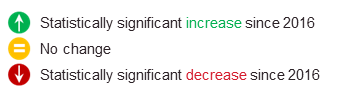 Statistically significant increase since 2016
No change
Statistically significant decrease since 2016